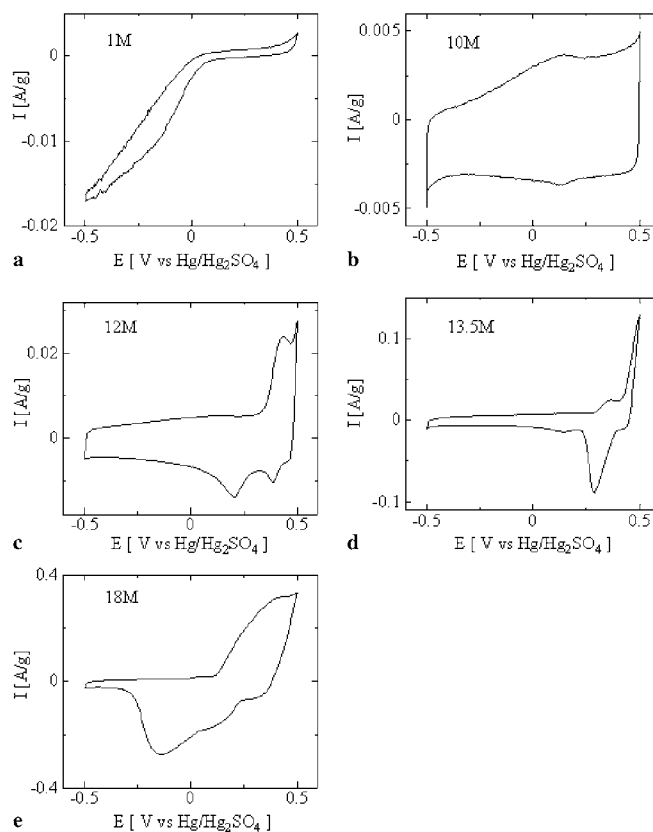 1M
0
-0.01
-0.02
I [A/g]
-0.5 0 0.5
a E [ V vs Hg/Hg₂SO₄ ]
10M
0.005
0
-0.005
I [A/g]
-0.5 0 0.5
b E [ V vs Hg/Hg₂SO₄ ]
12M
0.02
0
I [A/g]
-0.5 0 0.5
c E [ V vs Hg/Hg₂SO₄ ]
13.5M
0.1
0
-0.1
I [A/g]
-0.5 0 0.5
d E [ V vs Hg/Hg₂SO₄ ]
18M
0.4
0
-0.4
I [A/g]
-0.5 0 0.5
e E [ V vs Hg/Hg₂SO₄ ]